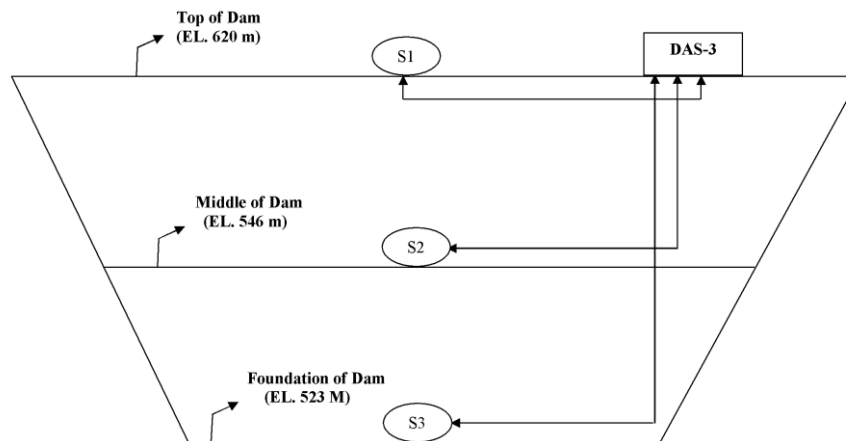 Top of Dam
(EL. 620 m)
S1
DAS-3
Middle of Dam
(EL. 546 m)
S2
Foundation of Dam
(EL. 523 M)
S3